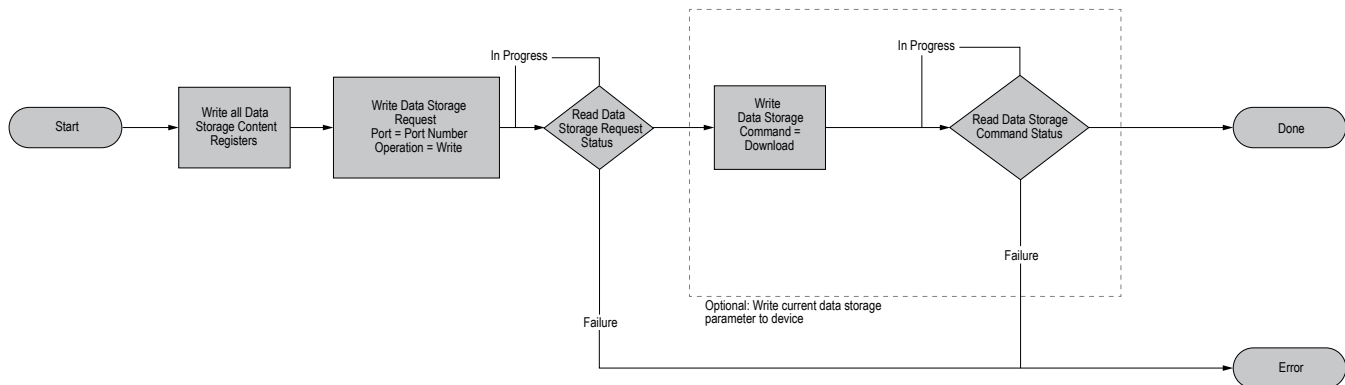 Start
Write all Data
Storage Content
Registers
Write Data Storage
Request
Port = Port Number
Operation = Write
In Progress
Read Data
Storage Request
Status
Write
Data Storage
Command =
Download
In Progress
Read Data Storage
Command Status
Done
Failure
Failure
Optional: Write current data storage
parameter to device
Error